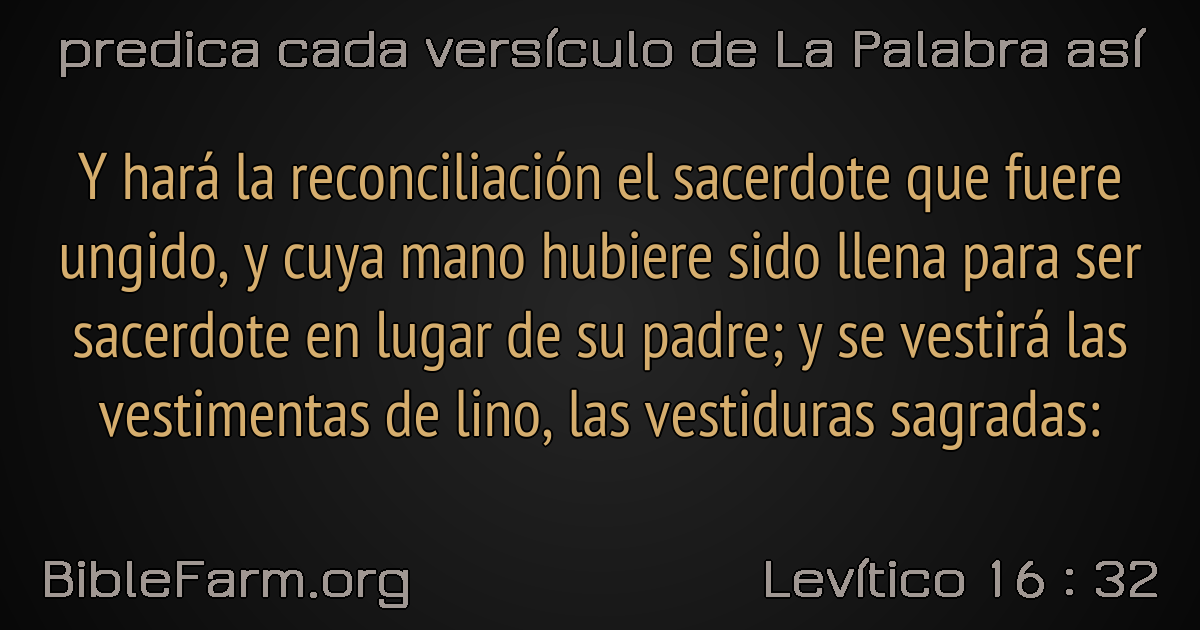 predica cada versículo de La Palabra así
Y hará la reconciliación el sacerdote que fuere
ungido, y cuya mano hubiere sido llena para ser
sacerdote en lugar de su padre; y se vestirá las
vestimentas de lino, las vestiduras sagradas:
BibleFarm.org
Levítico 16 : 32